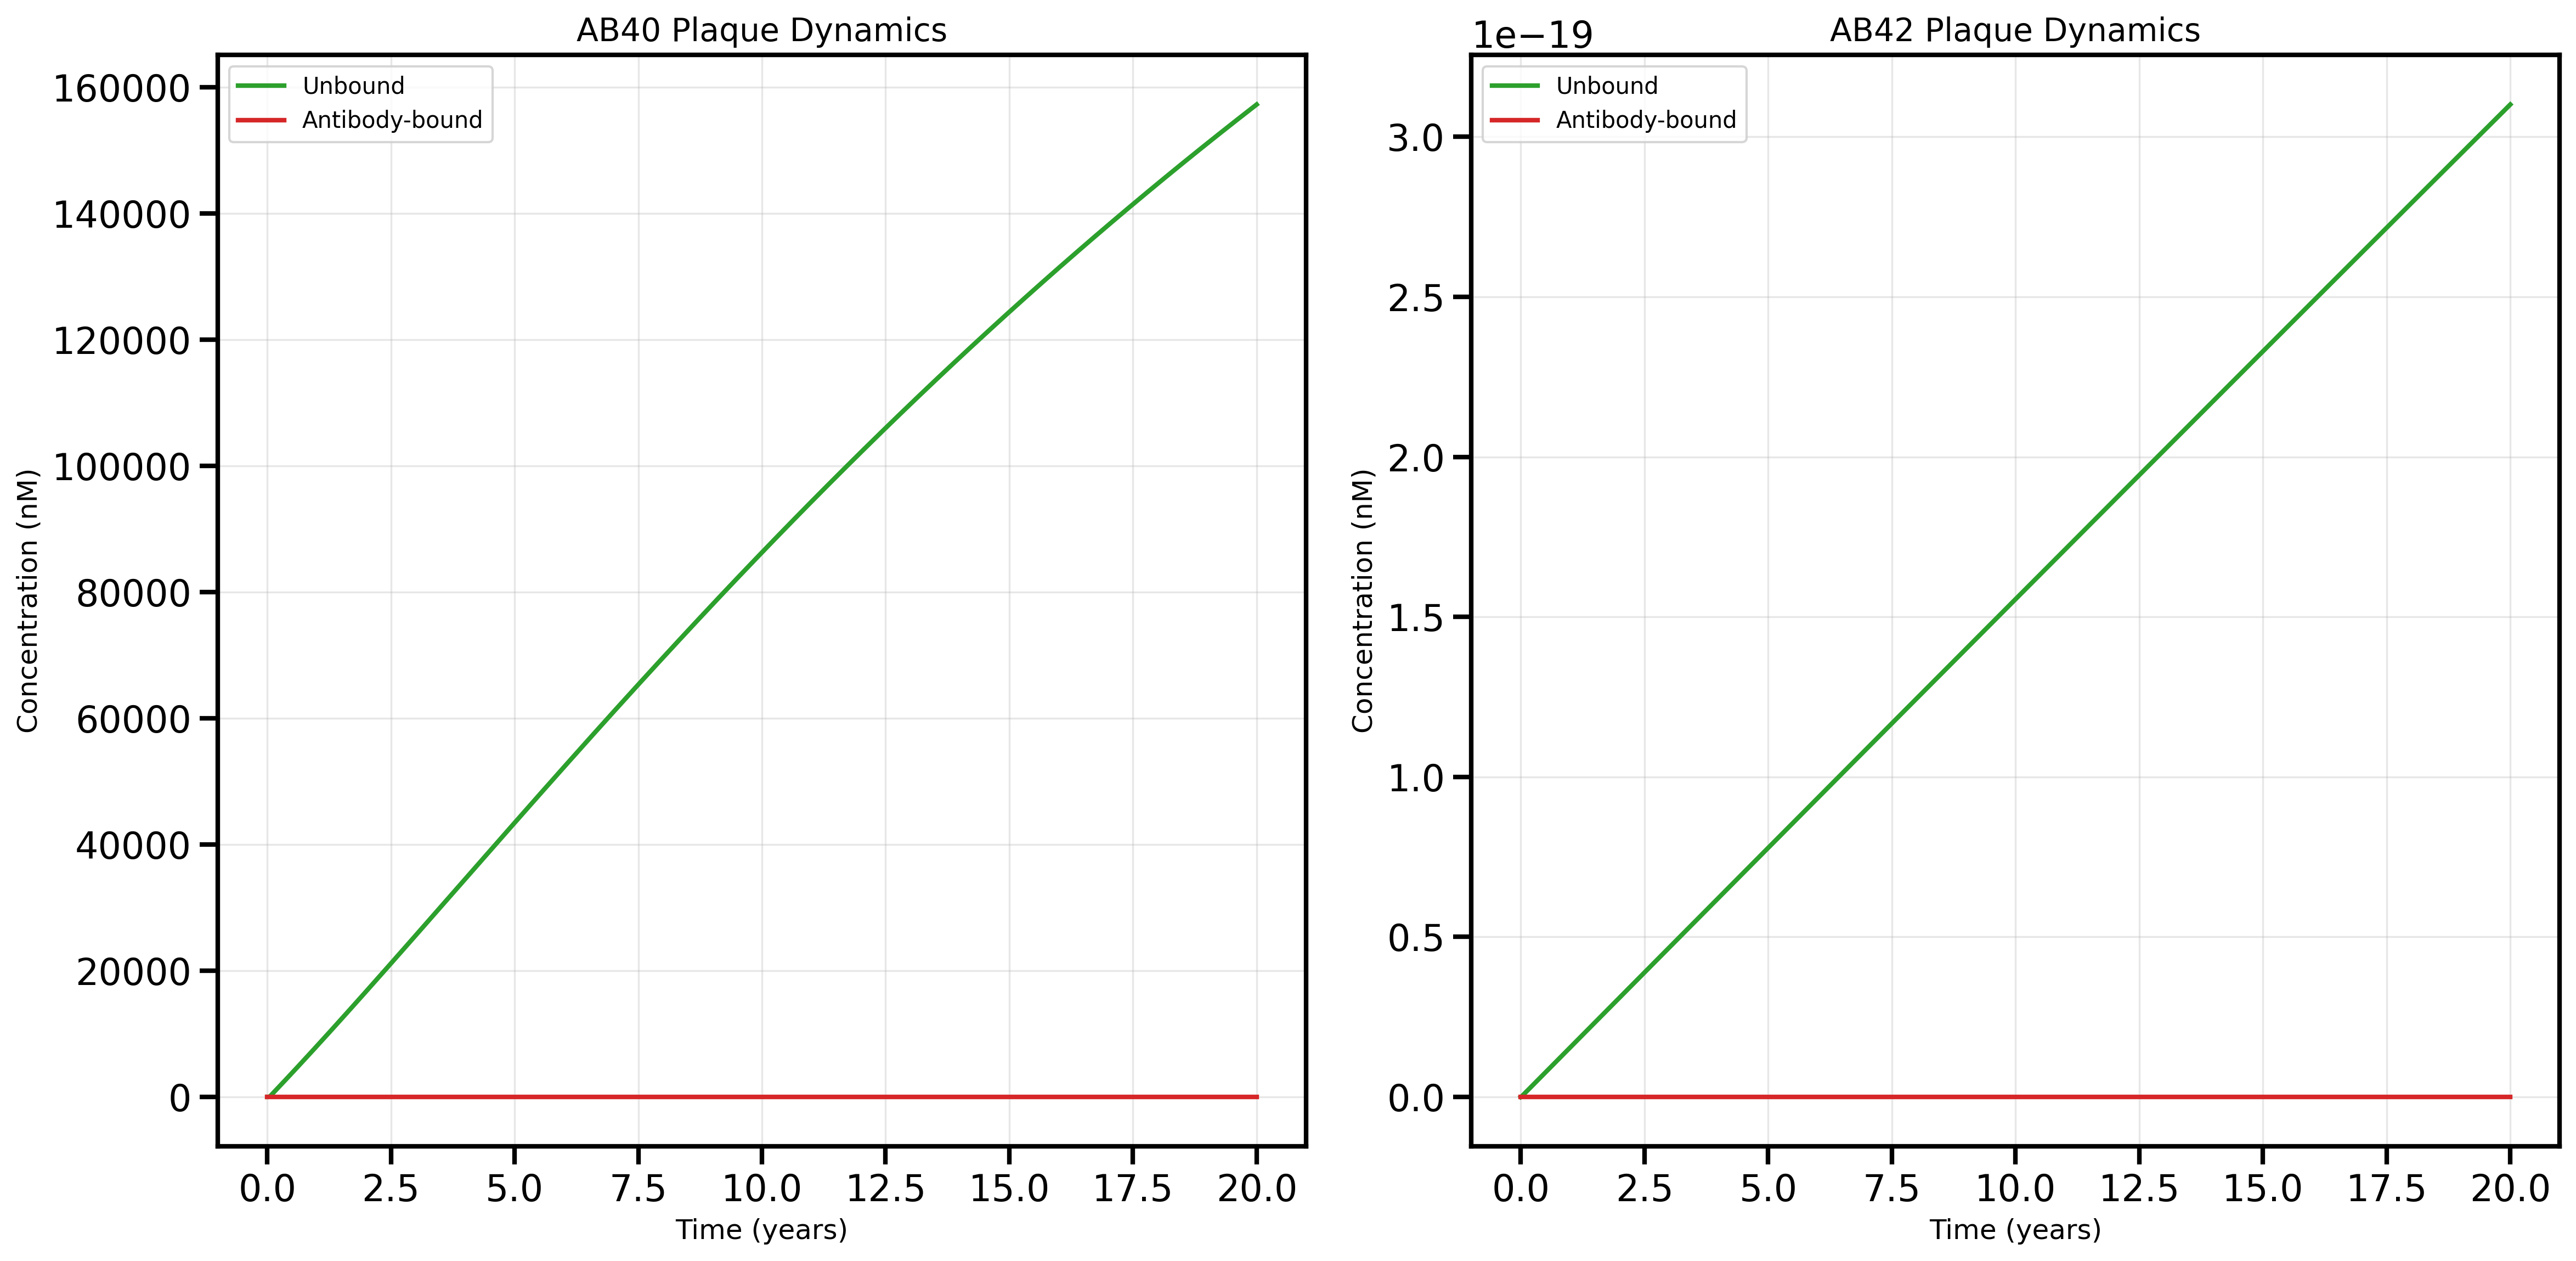 AB40 Plaque Dynamics
Unbound
Antibody-bound
Concentration (nM)
160000
140000
120000
100000
80000
60000
40000
20000
0
0.0 2.5 5.0 7.5 10.0 12.5 15.0 17.5 20.0
Time (years)
1e−19
AB42 Plaque Dynamics
Unbound
Antibody-bound
Concentration (nM)
3.0
2.5
2.0
1.5
1.0
0.5
0.0
0.0 2.5 5.0 7.5 10.0 12.5 15.0 17.5 20.0
Time (years)